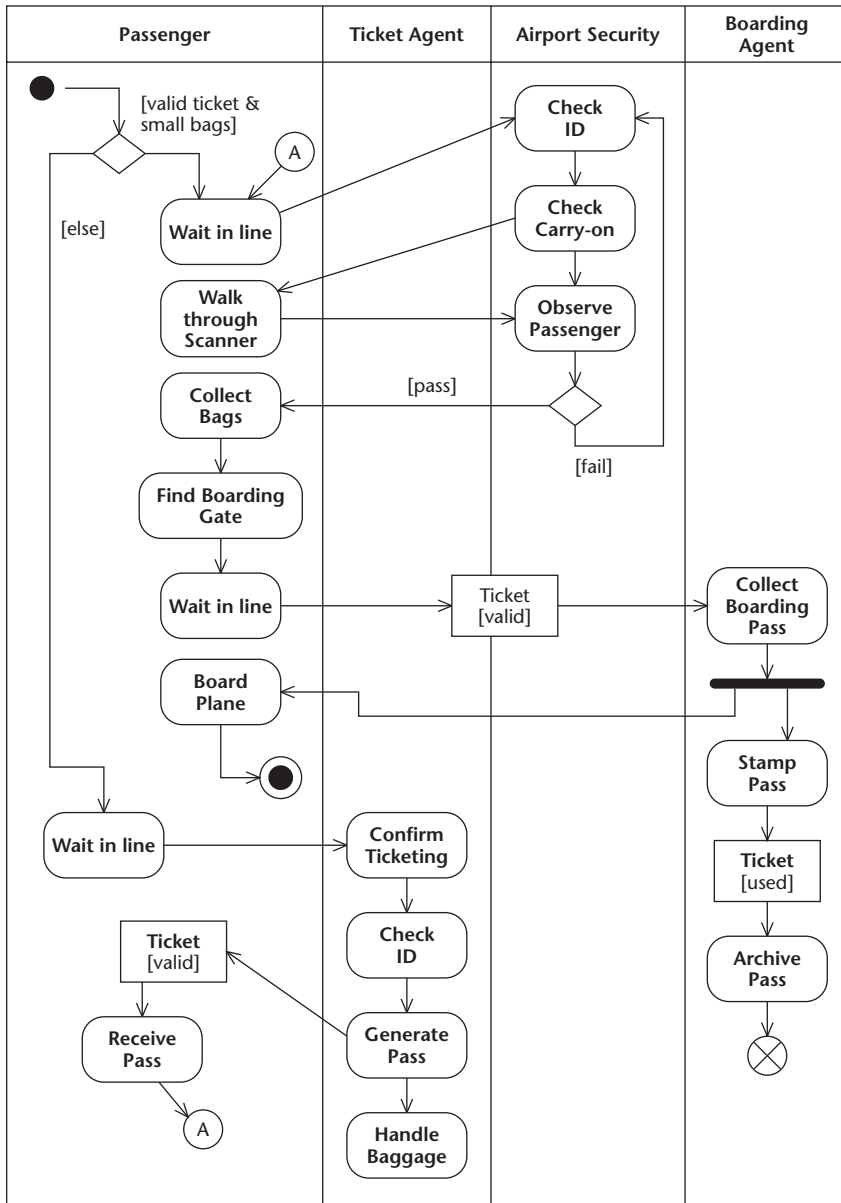 Passenger
Ticket Agent
Airport Security
Boarding
Agent
[valid ticket &
small bags]
A
Check
ID
[else]
Wait in line
Check
Carry-on
Walk
through
Scanner
Observe
Passenger
[pass]
Collect
Bags
[fail]
Find Boarding
Gate
Wait in line
Ticket
[valid]
Collect
Boarding
Pass
Board
Plane
Stamp
Pass
Wait in line
Confirm
Ticketing
Ticket
[used]
Ticket
[valid]
Check
ID
Archive
Pass
Receive
Pass
Generate
Pass
A
Handle
Baggage